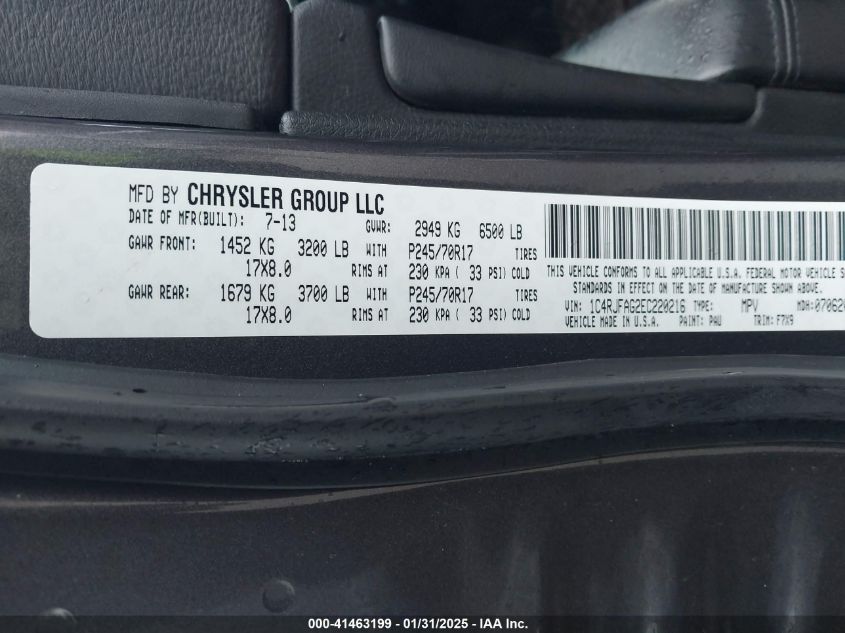 MFD BY CHRYSLER GROUP LLC
DATE OF MFR(BUILT): 7-13 GVWR: 2949 KG 6500 LB
GAWR FRONT: 1452 KG 3200 LB WITH P245/70R17 TIRES
17X8.0 RIMS AT 230 KPA ( 33 PSI) COLD
GAWR REAR: 1679 KG 3700 LB WITH P245/70R17 TIRES
17X8.0 RIMS AT 230 KPA ( 33 PSI) COLD
THIS VEHICLE CONFORMS TO ALL APPLICABLE U.S.A. FEDERAL MOTOR VEHICLE S
STANDARDS IN EFFECT ON THE DATE OF MANUFACTURE SHOWN ABOVE.
VIN: 1C4RJFAG2EC220216 TYPE: MPV MDH:07062
VEHICLE MADE IN U.S.A. PAINT: PAU TRIM: F7X9
000-41463199 - 01/31/2025 - IAA Inc.